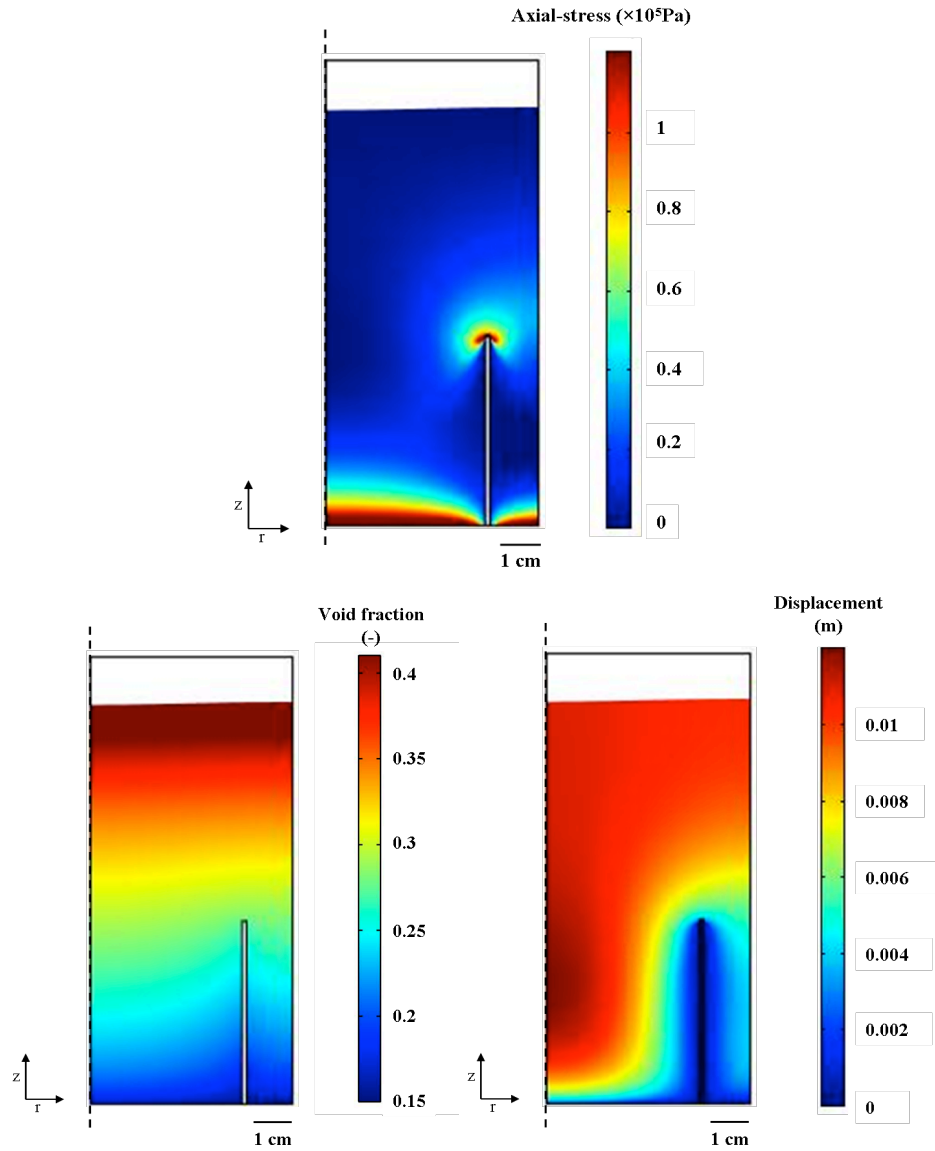 Axial-stress (×10⁵Pa)
1
0.8
0.6
0.4
0.2
0
z
r
1 cm
Void fraction
(-)
0.4
0.35
0.3
0.25
0.2
0.15
z
r
1 cm
Displacement
(m)
0.01
0.008
0.006
0.004
0.002
0
z
r
1 cm